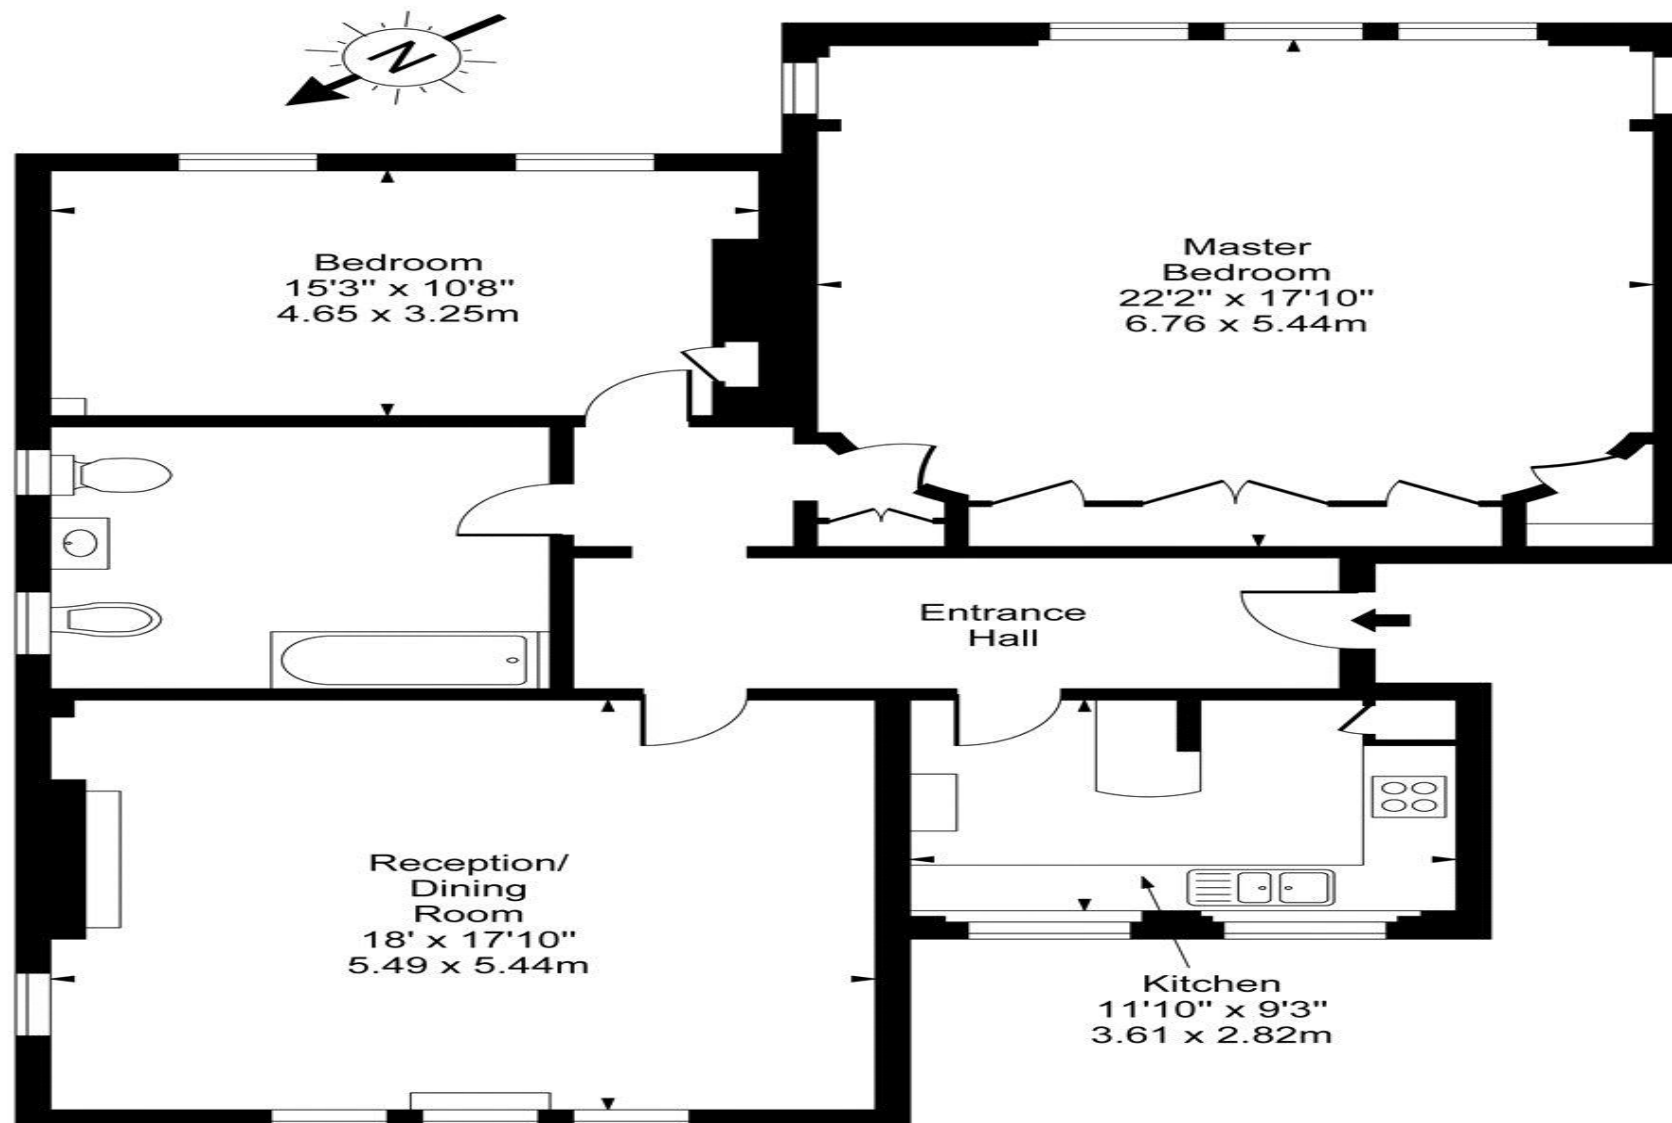 N
Bedroom
15'3" x 10'8"
4.65 x 3.25m
Master
Bedroom
22'2" x 17'10"
6.76 x 5.44m
Entrance
Hall
Reception/
Dining
Room
18' x 17'10"
5.49 x 5.44m
Kitchen
11'10" x 9'3"
3.61 x 2.82m